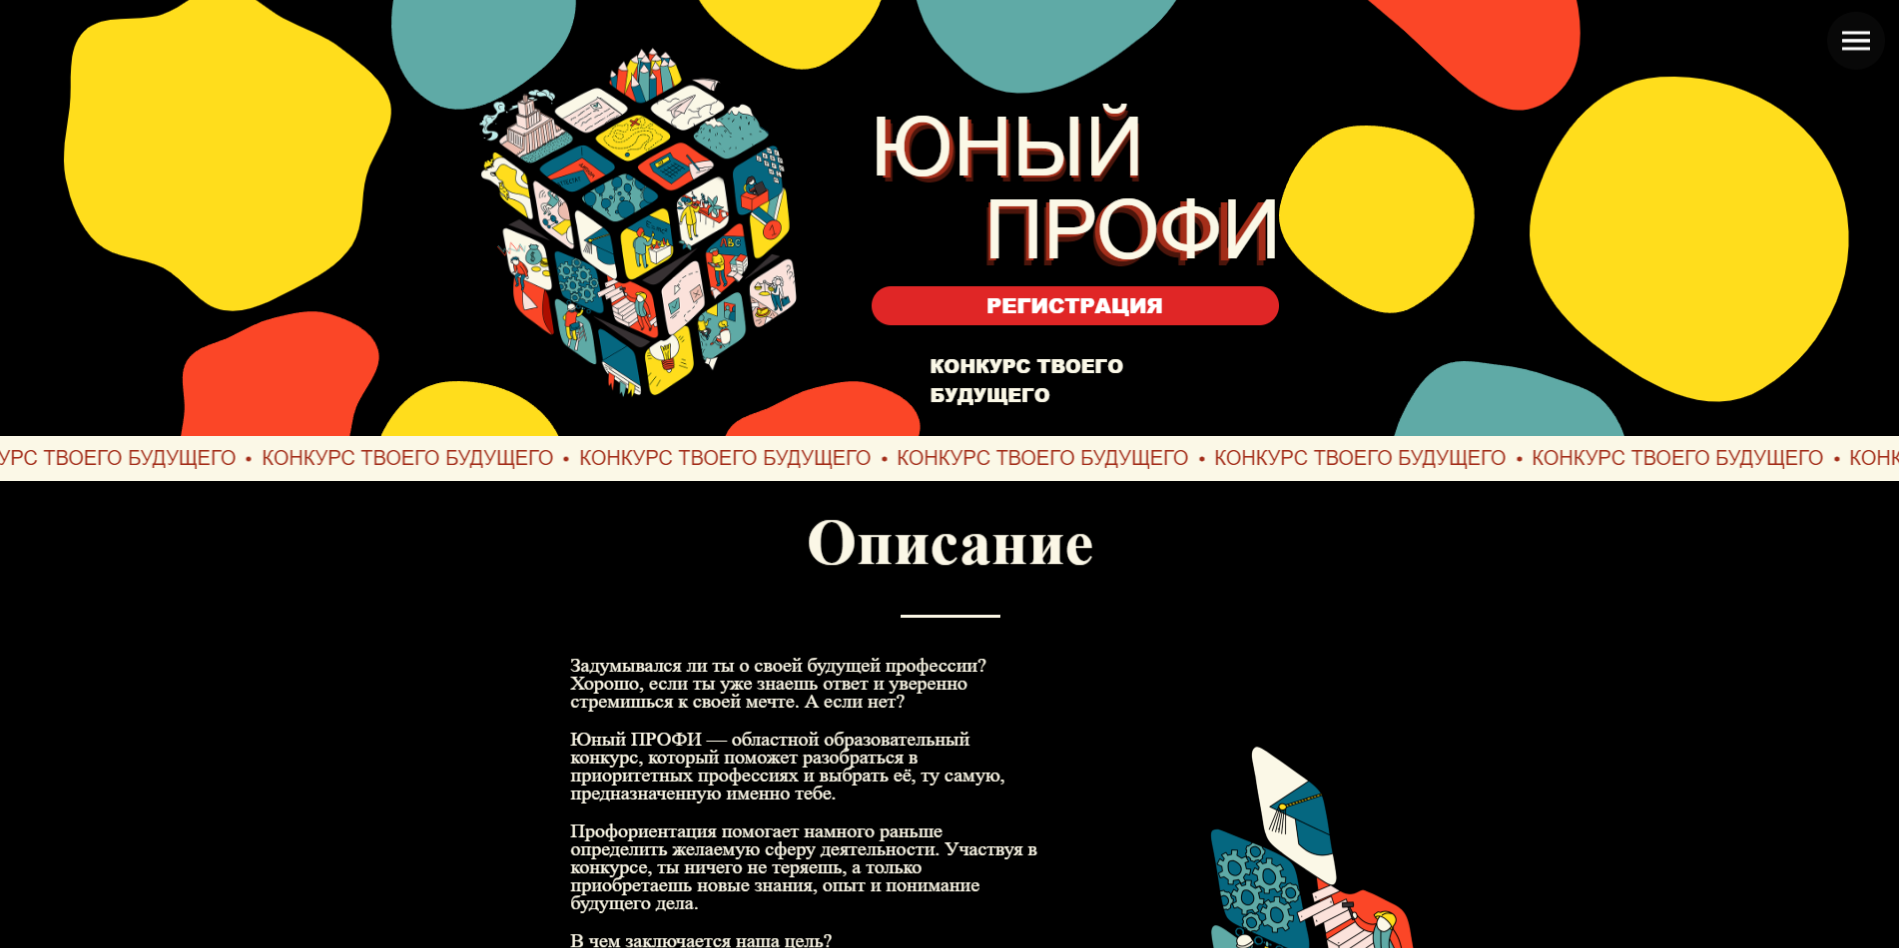 ЮНЫЙ
ПРОФИ
РЕГИСТРАЦИЯ
КОНКУРС ТВОЕГО
БУДУЩЕГО
УРС ТВОЕГО БУДУЩЕГО • КОНКУРС ТВОЕГО БУДУЩЕГО • КОНКУРС ТВОЕГО БУДУЩЕГО • КОНКУРС ТВОЕГО БУДУЩЕГО • КОНКУРС ТВОЕГО БУДУЩЕГО • КОНКУРС ТВОЕГО БУДУЩЕГО • КОНК
Описание
Задумывался ли ты о своей будущей профессии?
Хорошо, если ты уже знаешь ответ и уверенно
стремишься к своей мечте. А если нет?
Юный ПРОФИ — областной образовательный
конкурс, который поможет разобраться в
приоритетных профессиях и выбрать её, ту самую,
предназначенную именно тебе.
Профориентация помогает намного раньше
определить желаемую сферу деятельности. Участвуя в
конкурсе, ты ничего не теряешь, а только
приобретаешь новые знания, опыт и понимание
будущего дела.
В чем заключается наша цель?